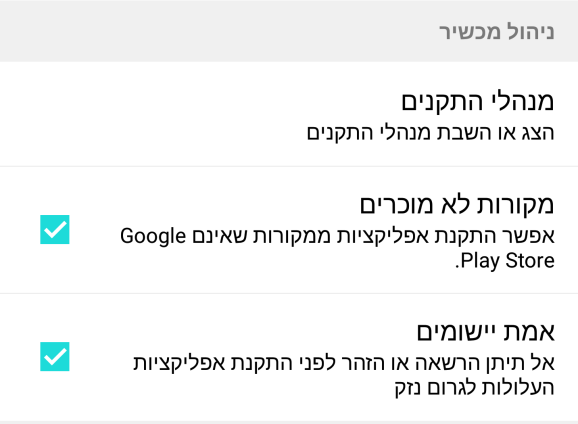 ניהול מכשיר
מנהלי התקנים
הצג או השבת מנהלי התקנים
מקורות לא מוכרים
אפשר התקנת אפליקציות ממקורות שאינם Google
Play Store.
אמת יישומים
אל תיתן הרשאה או הזהר לפני התקנת אפליקציות
העלולות לגרום נזק